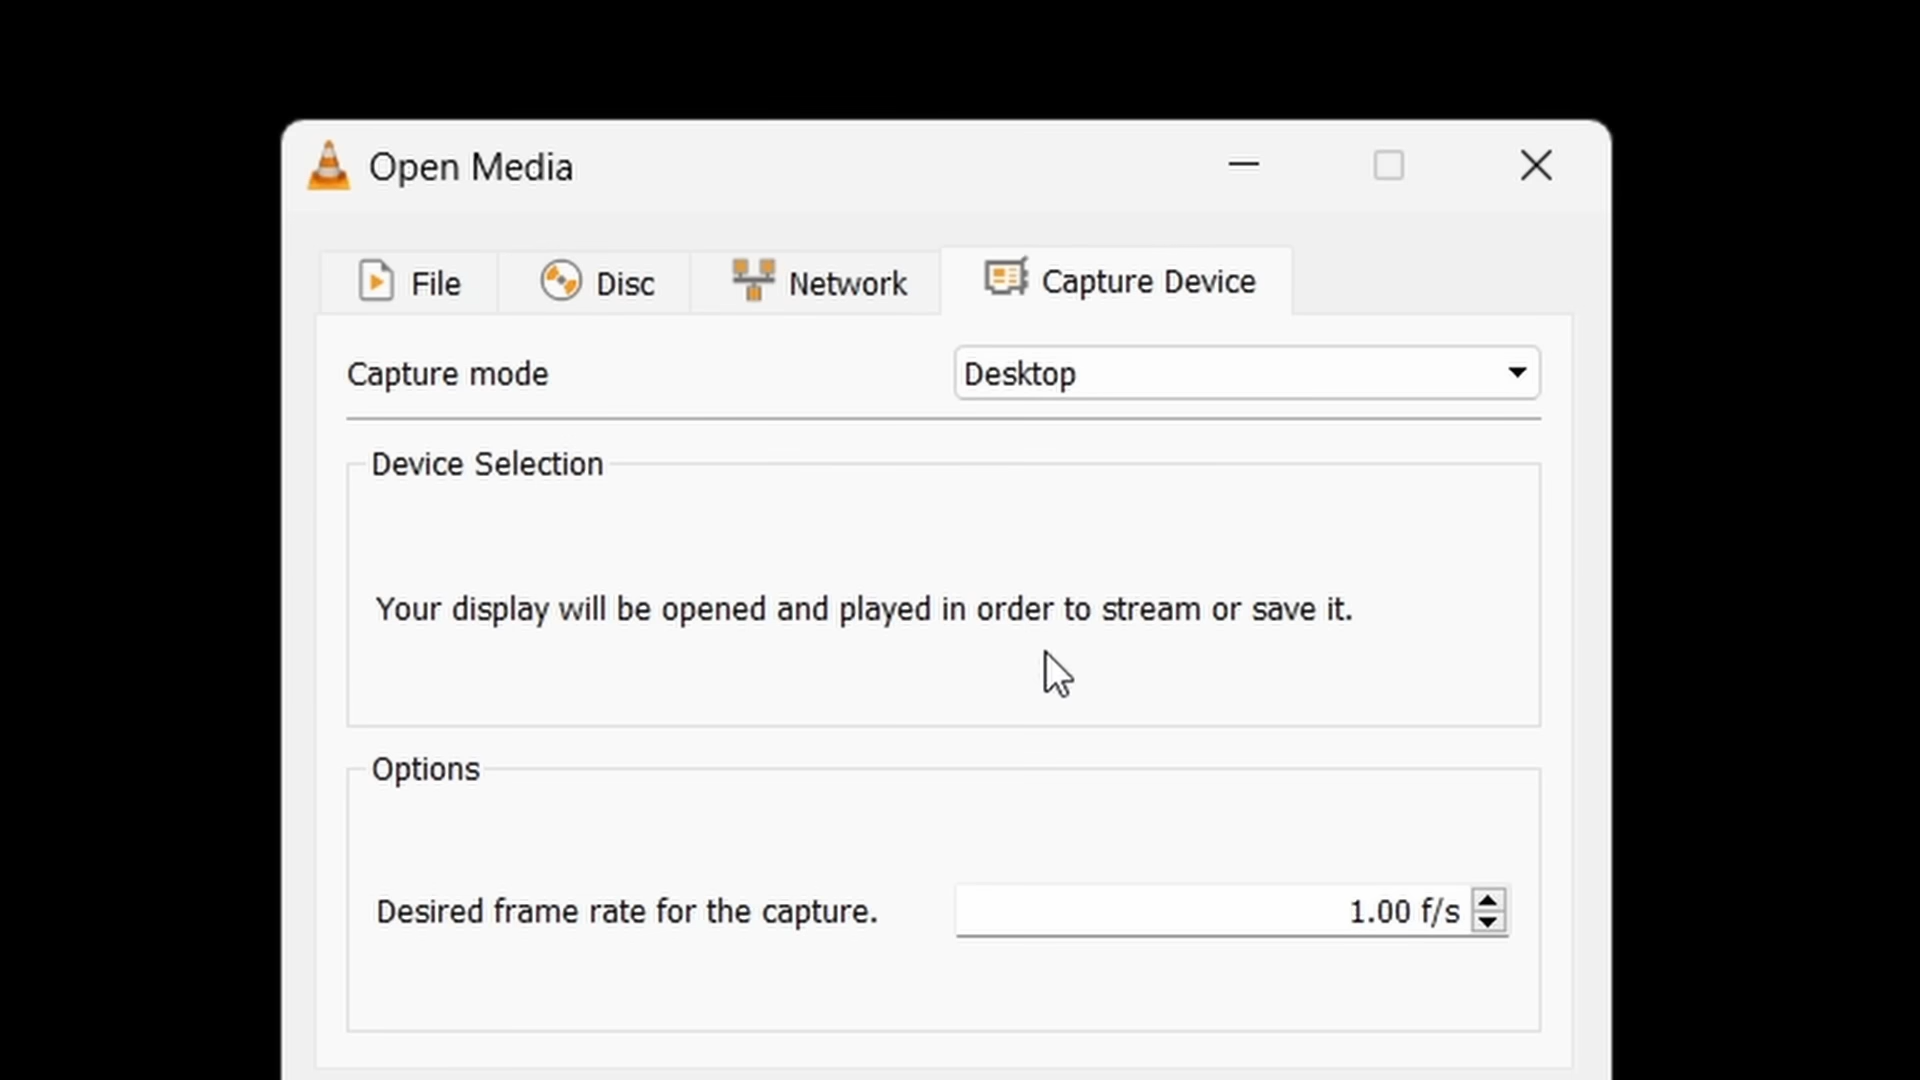 Open Media
File Disc Network Capture Device
Capture mode Desktop
Device Selection
Your display will be opened and played in order to stream or save it.
Options
Desired frame rate for the capture. 1.00 f/s